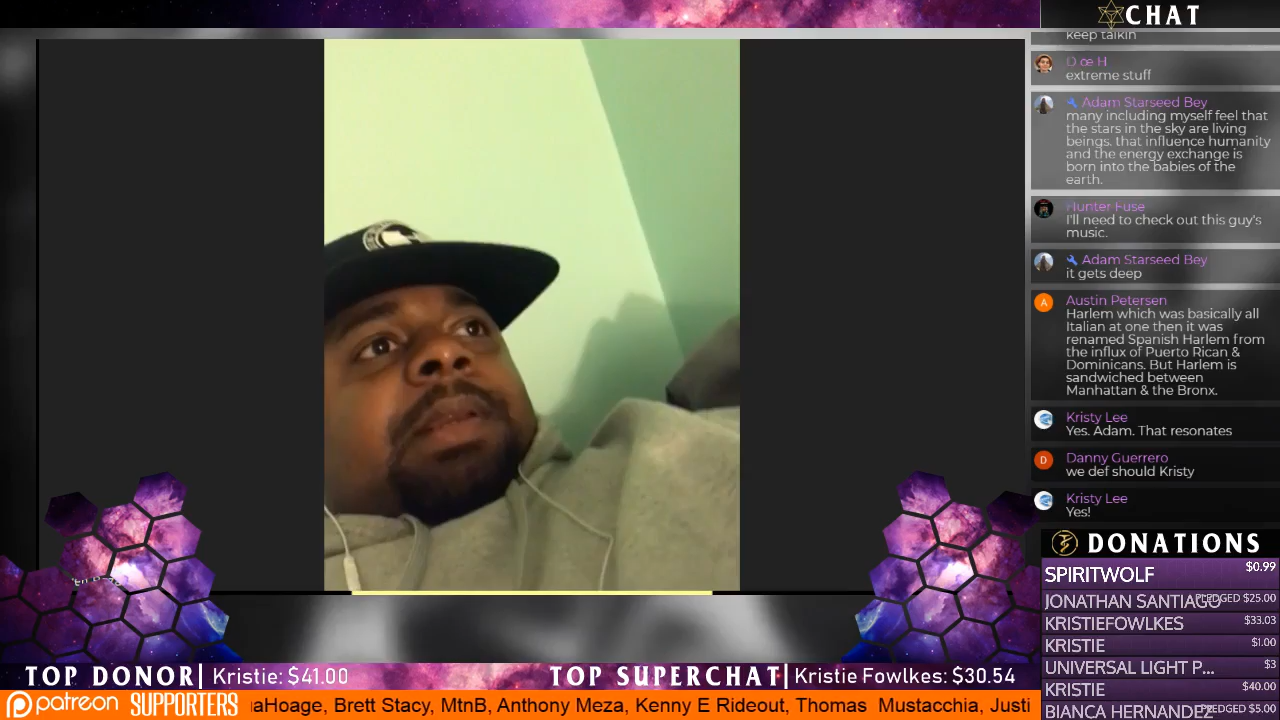 CHAT
keep talkin
D œ H
extreme stuff
Adam Starseed Bey
many including myself feel that
the stars in the sky are living
beings. that influence humanity
and the energy exchange is
born into the babies of the
earth.
Hunter Fuse
I'll need to check out this guy's
music.
Adam Starseed Bey
it gets deep
A
Austin Petersen
Harlem which was basically all
Italian at one then it was
renamed Spanish Harlem from
the influx of Puerto Rican &
Dominicans. But Harlem is
sandwiched between
Manhattan & the Bronx.
Kristy Lee
Yes. Adam. That resonates
D
Danny Guerrero
we def should Kristy
Kristy Lee
Yes!
DONATIONS
SPIRITWOLF $0.99
JONATHAN SANTIAGO PLEDGED $25.00
KRISTIEFOWLKES $33.03
KRISTIE $1.00
UNIVERSAL LIGHT P... $3
KRISTIE $40.00
BIANCA HERNANDEZ PLEDGED $5.00
TOP DONOR| Kristie: $41.00
TOP SUPERCHAT| Kristie Fowlkes: $30.54
patreon SUPPORTERS aHoage, Brett Stacy, MtnB, Anthony Meza, Kenny E Rideout, Thomas Mustacchia, Justi